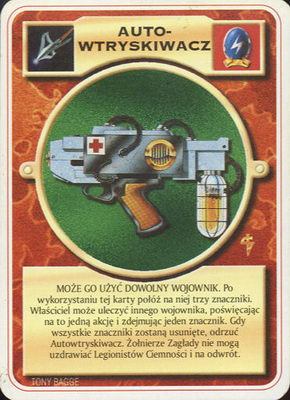 AUTO-
WTRYSKIWACZ
MOŻE GO UŻYĆ DOWOLNY WOJOWNIK. Po
wykorzystaniu tej karty połóż na niej trzy znaczniki.
Właściciel może uleczyć innego wojownika, poświęcając
na to jedną akcję i zdejmując jeden znacznik. Gdy
wszystkie znaczniki zostaną usunięte, odrzuć
Autowtryskiwacz. Żołnierze Zagłady nie mogą
uzdrawiać Legionistów Ciemności i na odwrót.
TONY BAGGE